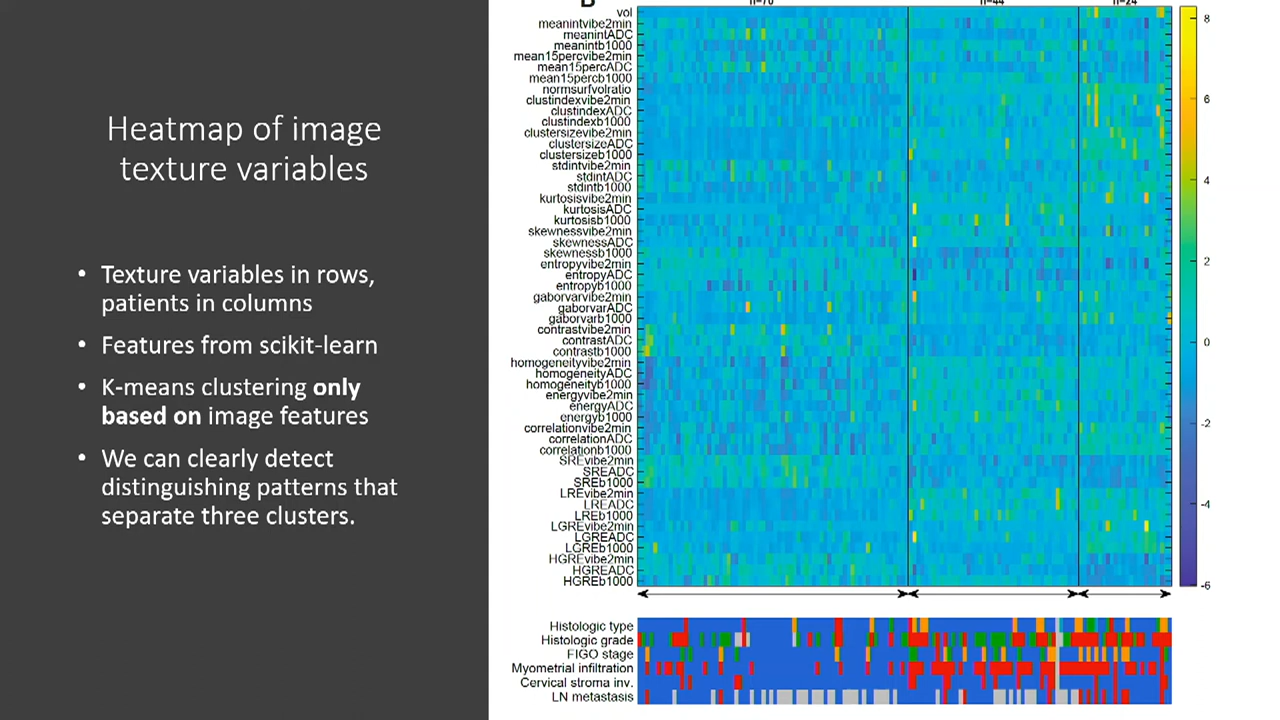 Heatmap of image
texture variables
• Texture variables in rows,
patients in columns
• Features from scikit-learn
• K-means clustering only
based on image features
• We can clearly detect
distinguishing patterns that
separate three clusters.
B
n=44
n=24
vol
meanintvibe2min
meanintADC
meanintb1000
mean15percvibe2min
mean15percADC
mean15percb1000
normsurfvolratio
clustindexvibe2min
clustindexADC
clustindexb1000
clustersizevibe2min
clustersizeADC
clustersizeb1000
stdintvibe2min
stdintADC
stdintb1000
kurtosisvibe2min
kurtosisADC
kurtosisb1000
skewnessvibe2min
skewnessADC
skewnessb1000
entropyvibe2min
entropyADC
entropyb1000
gaborvarvibe2min
gaborvarADC
gaborvarb1000
contrastvibe2min
contrastADC
contrastb1000
homogeneityvibe2min
homogeneityADC
homogeneityb1000
energyvibe2min
energyADC
energyb1000
correlationvibe2min
correlationADC
correlationb1000
SREvibe2min
SREADC
SREb1000
LREvibe2min
LREADC
LREb1000
LGREvibe2min
LGREADC
LGREb1000
HGREvibe2min
HGREADC
HGREb1000
8
6
4
2
0
-2
-4
-6
Histologic type
Histologic grade
FIGO stage
Myometrial infiltration
Cervical stroma inv.
LN metastasis